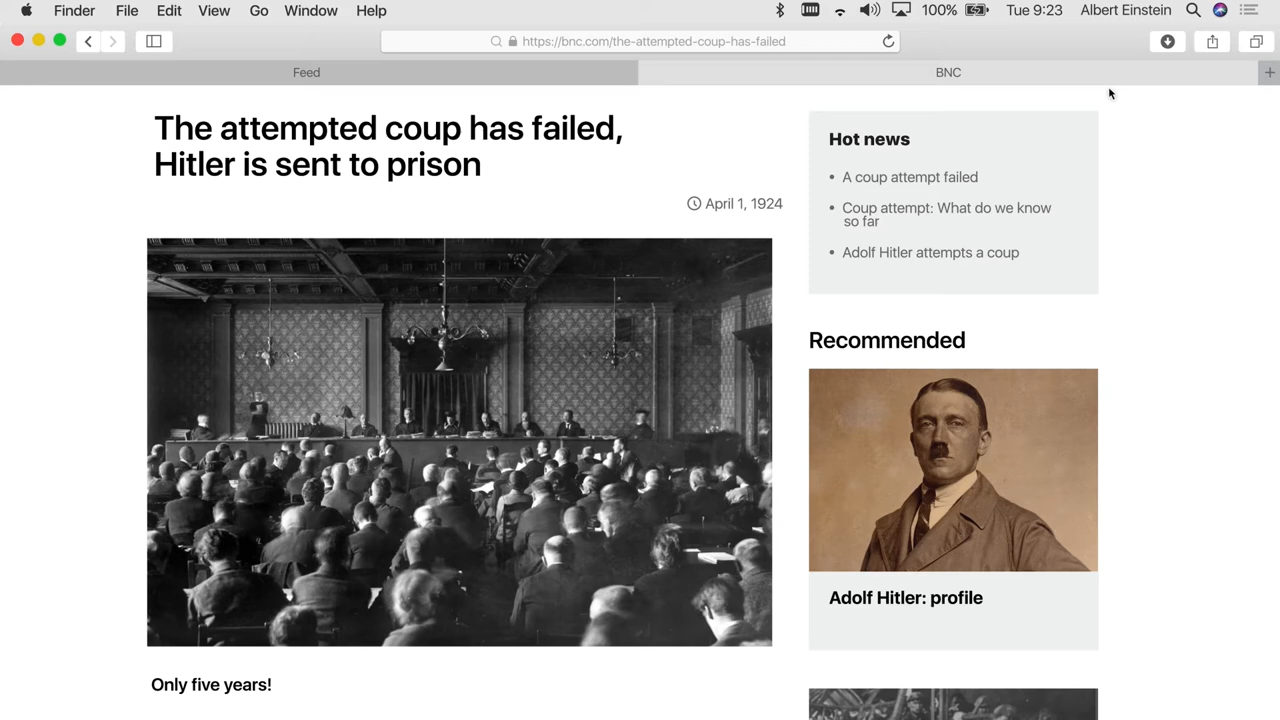 Finder File Edit View Go Window Help 100% Tue 9:23 Albert Einstein
https://bnc.com/the-attempted-coup-has-failed
Feed BNC
The attempted coup has failed,
Hitler is sent to prison
April 1, 1924
Only five years!
Hot news
• A coup attempt failed
• Coup attempt: What do we know
so far
• Adolf Hitler attempts a coup
Recommended
Adolf Hitler: profile